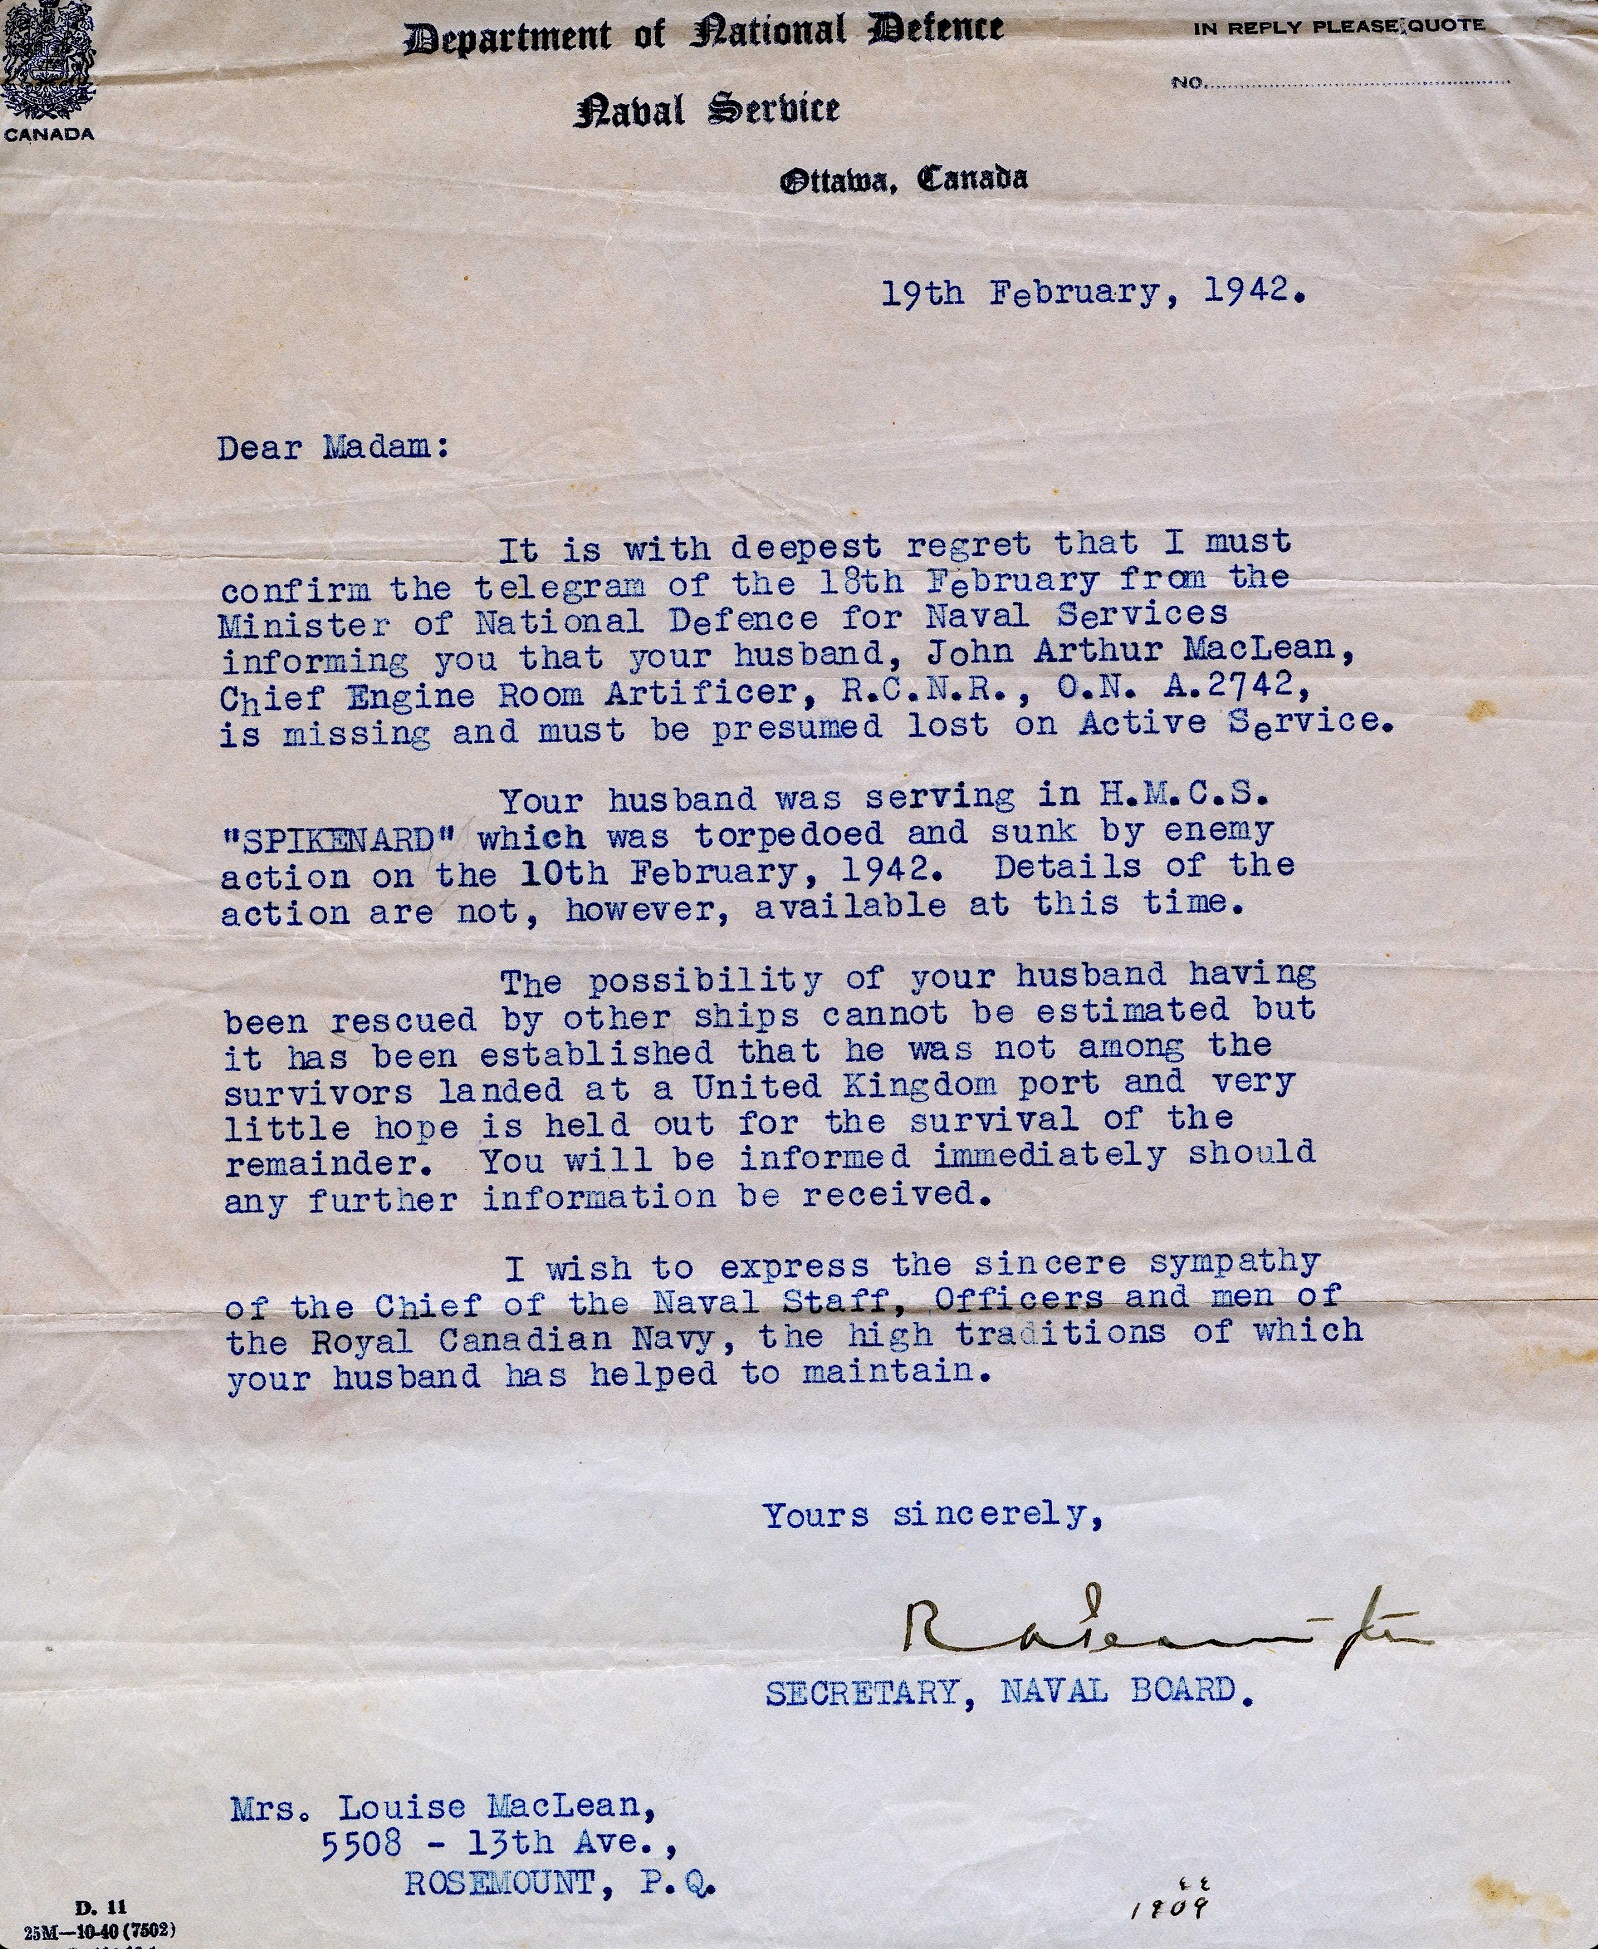 Department of National Defence
Naval Service
Ottawa, Canada
IN REPLY PLEASE QUOTE
NO.
CANADA
19th February, 1942.
Dear Madam:
It is with deepest regret that I must
confirm the telegram of the 18th February from the
Minister of National Defence for Naval Services
informing you that your husband, John Arthur MacLean,
Chief Engine Room Artificer, R.C.N.R., O.N. A.2742,
is missing and must be presumed lost on Active Service.
Your husband was serving in H.M.C.S.
"SPIKENARD" which was torpedoed and sunk by enemy
action on the 10th February, 1942. Details of the
action are not, however, available at this time.
The possibility of your husband having
been rescued by other ships cannot be estimated but
it has been established that he was not among the
survivors landed at a United Kingdom port and very
little hope is held out for the survival of the
remainder. You will be informed immediately should
any further information be received.
I wish to express the sincere sympathy
of the Chief of the Naval Staff, Officers and men of
the Royal Canadian Navy, the high traditions of which
your husband has helped to maintain.
Yours sincerely,
SECRETARY, NAVAL BOARD.
Mrs. Louise MacLean,
5508 - 13th Ave.,
ROSEMOUNT, P.Q.
D. 11
25M—10-40 (7502)